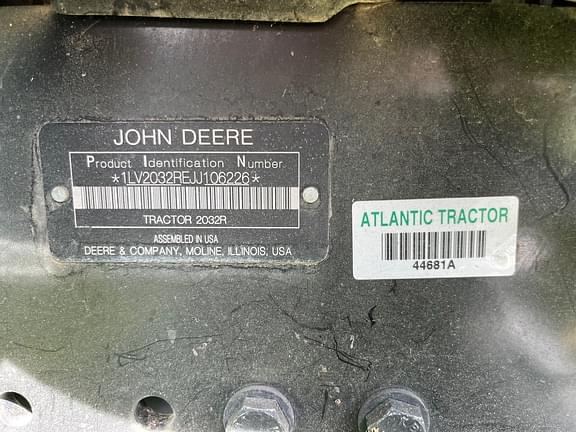 JOHN DEERE
Product Identification Number
*1LV2032REJJ106226*
TRACTOR 2032R
ASSEMBLED IN USA
DEERE & COMPANY, MOLINE, ILLINOIS, USA
ATLANTIC TRACTOR
44681A